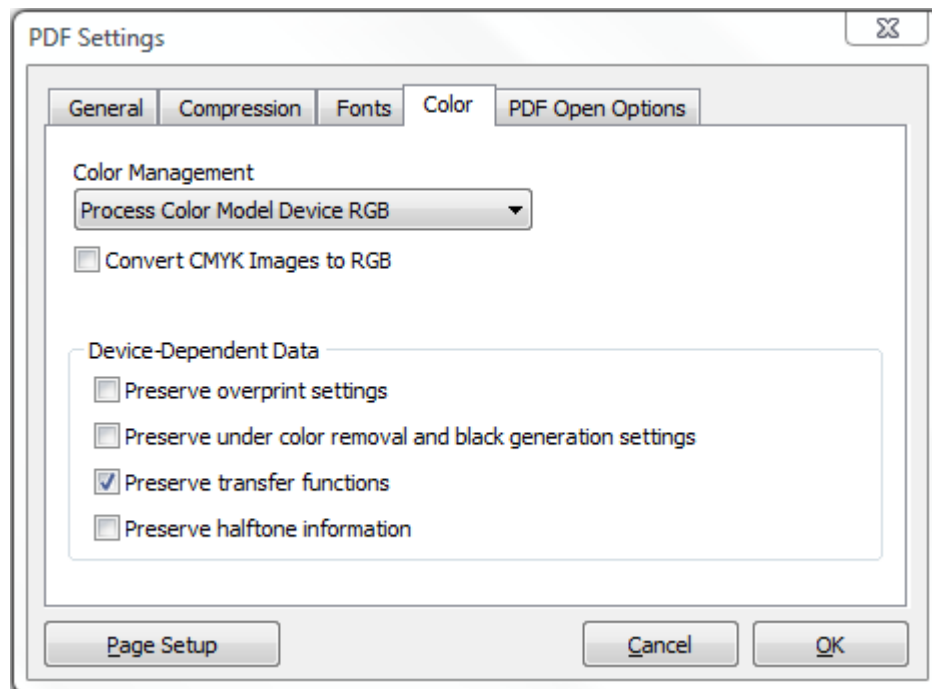 PDF Settings
General Compression Fonts Color PDF Open Options
Color Management
Process Color Model Device RGB
Convert CMYK Images to RGB
Device-Dependent Data
Preserve overprint settings
Preserve under color removal and black generation settings
Preserve transfer functions
Preserve halftone information
Page Setup Cancel OK